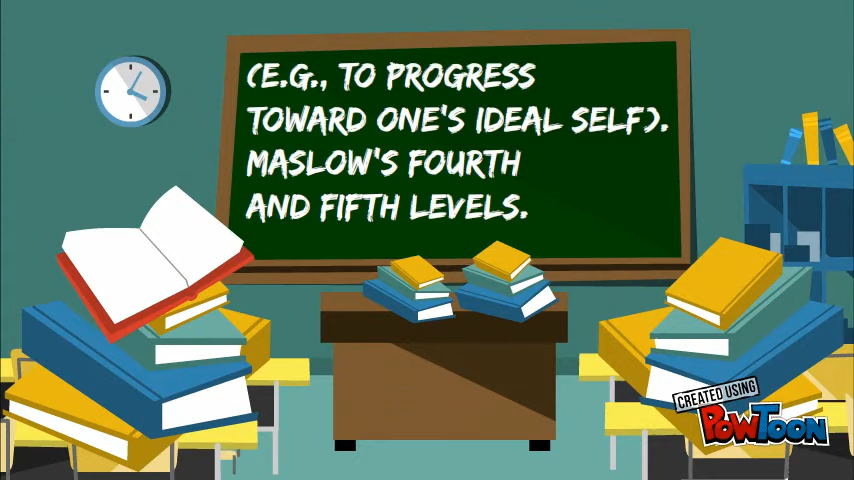 (E.G., TO PROGRESS
TOWARD ONE'S IDEAL SELF).
MASLOW'S FOURTH
AND FIFTH LEVELS.
CREATED USING
POWTOON